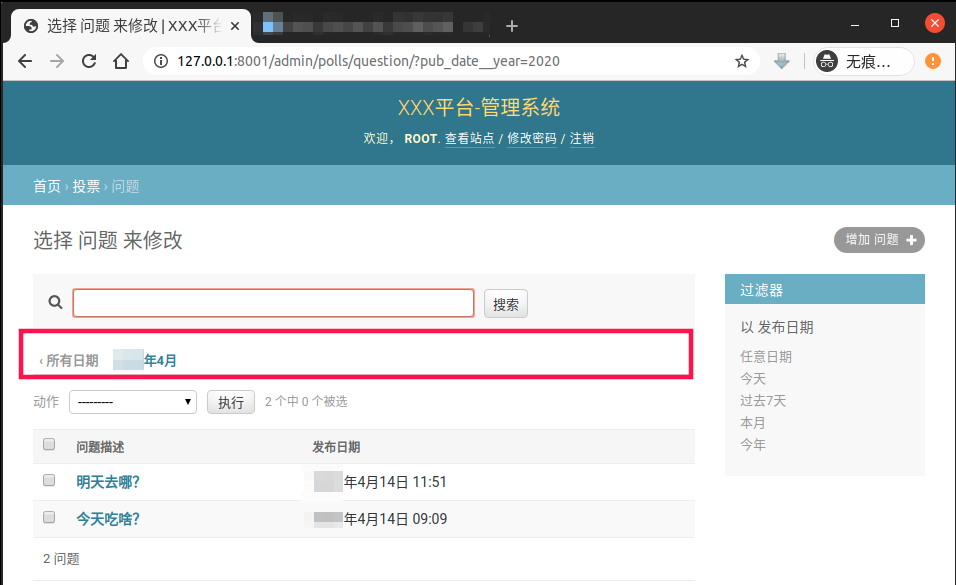 选择 问题 来修改 | XXX平台
127.0.0.1:8001/admin/polls/question/?pub_date__year=2020
无痕...
XXX平台-管理系统
欢迎， ROOT. 查看站点 / 修改密码 / 注销
首页 › 投票 › 问题
选择 问题 来修改
增加 问题 +
搜索
‹ 所有日期 年4月
动作 --------- 执行 2 个中 0 个被选
问题描述 发布日期
明天去哪? 年4月14日 11:51
今天吃啥? 年4月14日 09:09
2 问题
过滤器
以 发布日期
任意日期
今天
过去7天
本月
今年